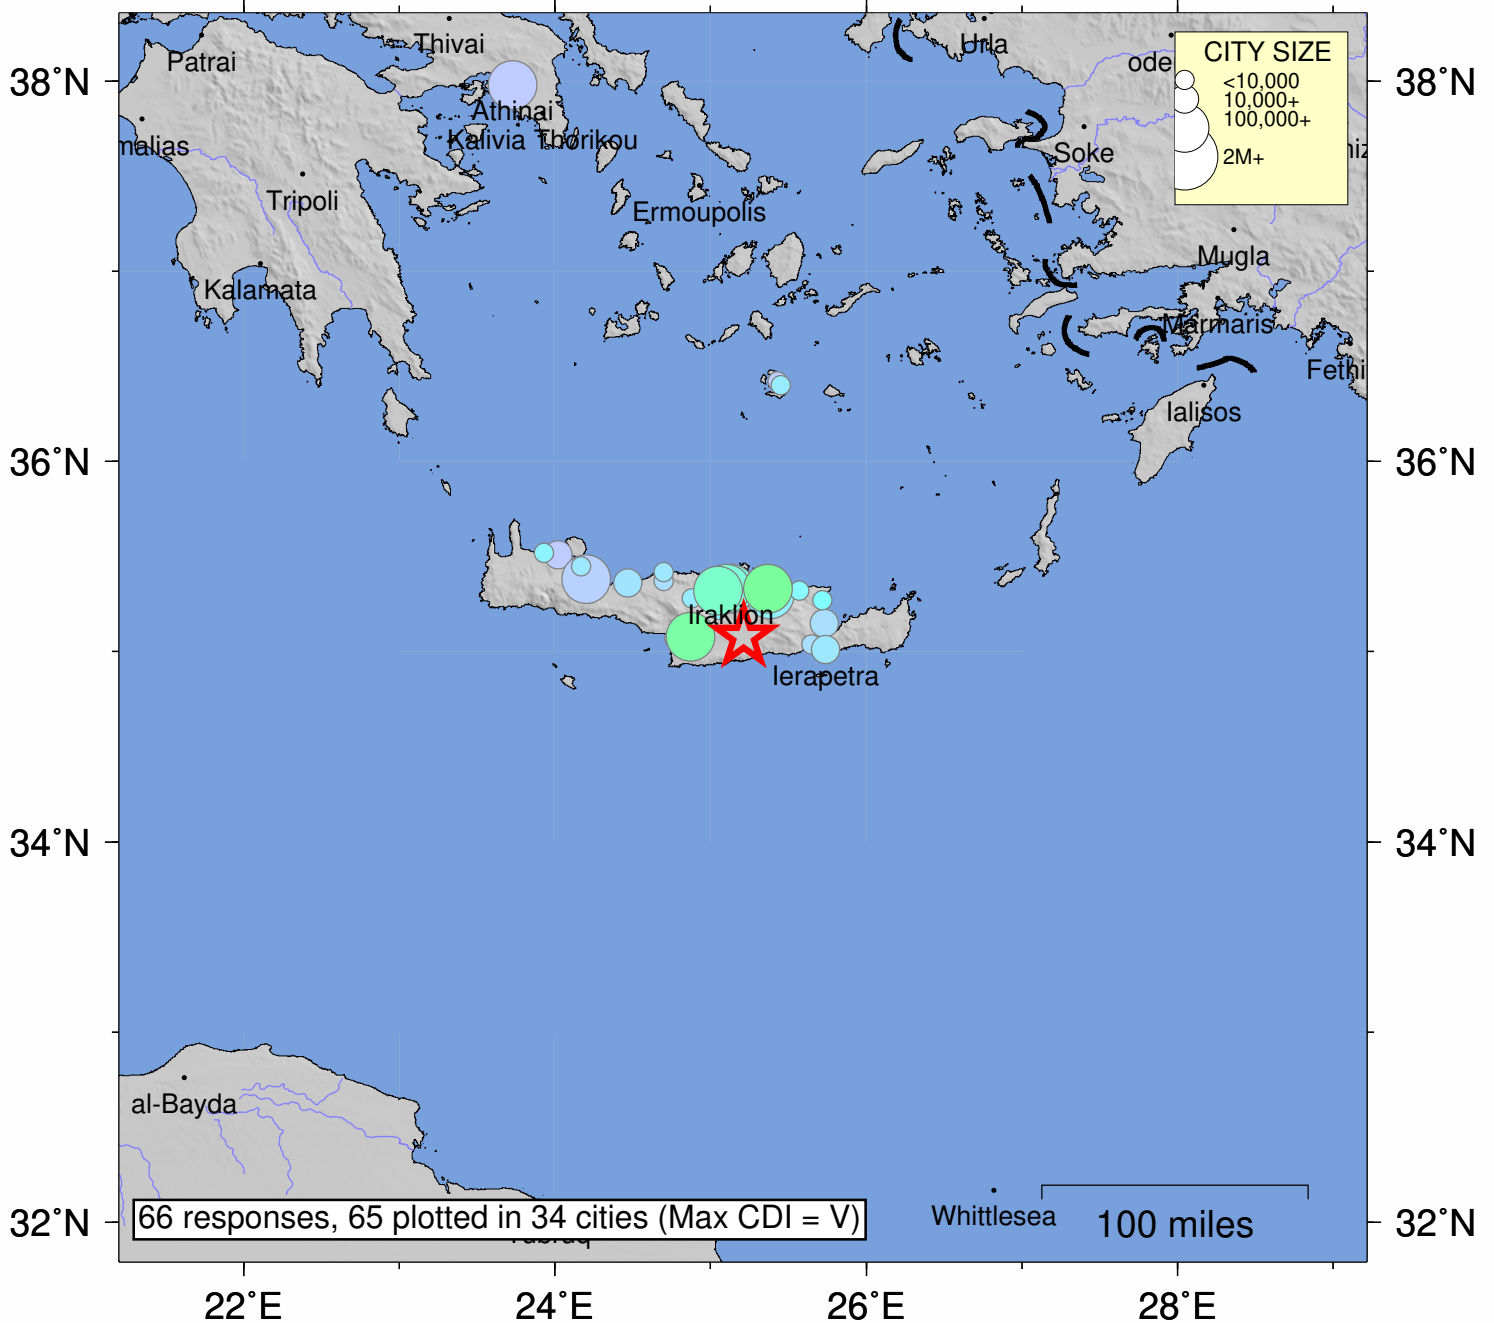 Thivai
Urla
Patrai
ode
CITY SIZE
<10,000
10,000+
100,000+
2M+
38°N
38°N
Athinai
Kalivia Thorikou
malias
Soke
niz
Tripoli
Ermoupolis
Mugla
Kalamata
Marmaris
Fethi
Ialisos
36°N
36°N
Iraklion
Ierapetra
34°N
34°N
al-Bayda
66 responses, 65 plotted in 34 cities (Max CDI = V)
Whittlesea
100 miles
32°N
32°N
22°E
24°E
26°E
28°E